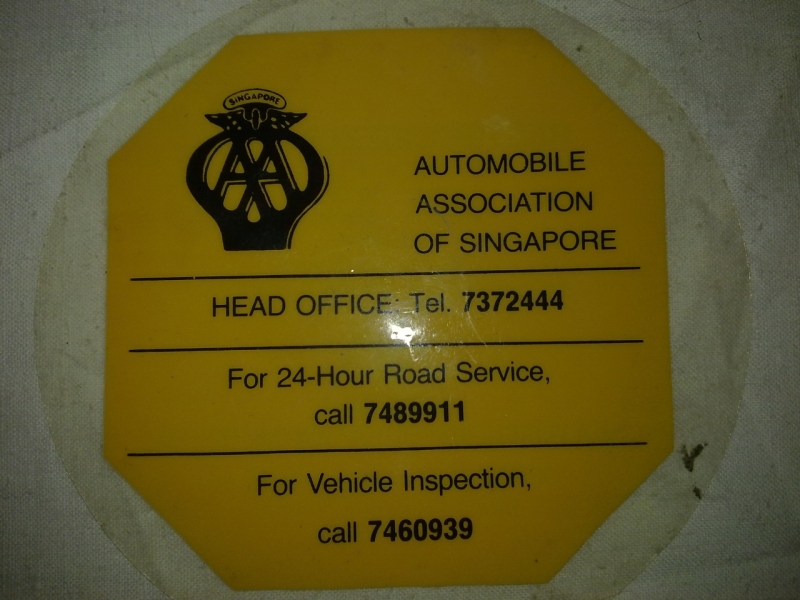 SINGAPORE
AA
AUTOMOBILE
ASSOCIATION
OF SINGAPORE
HEAD OFFICE: Tel. 7372444
For 24-Hour Road Service,
call 7489911
For Vehicle Inspection,
call 7460939